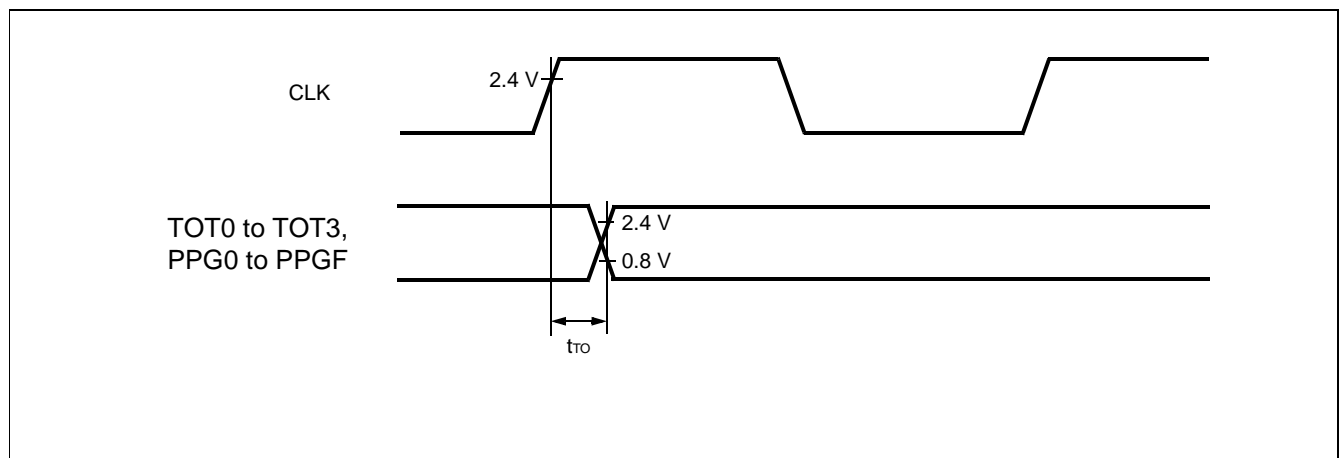 CLK
2.4 V
TOT0 to TOT3,
PPG0 to PPGF
2.4 V
0.8 V
tTO